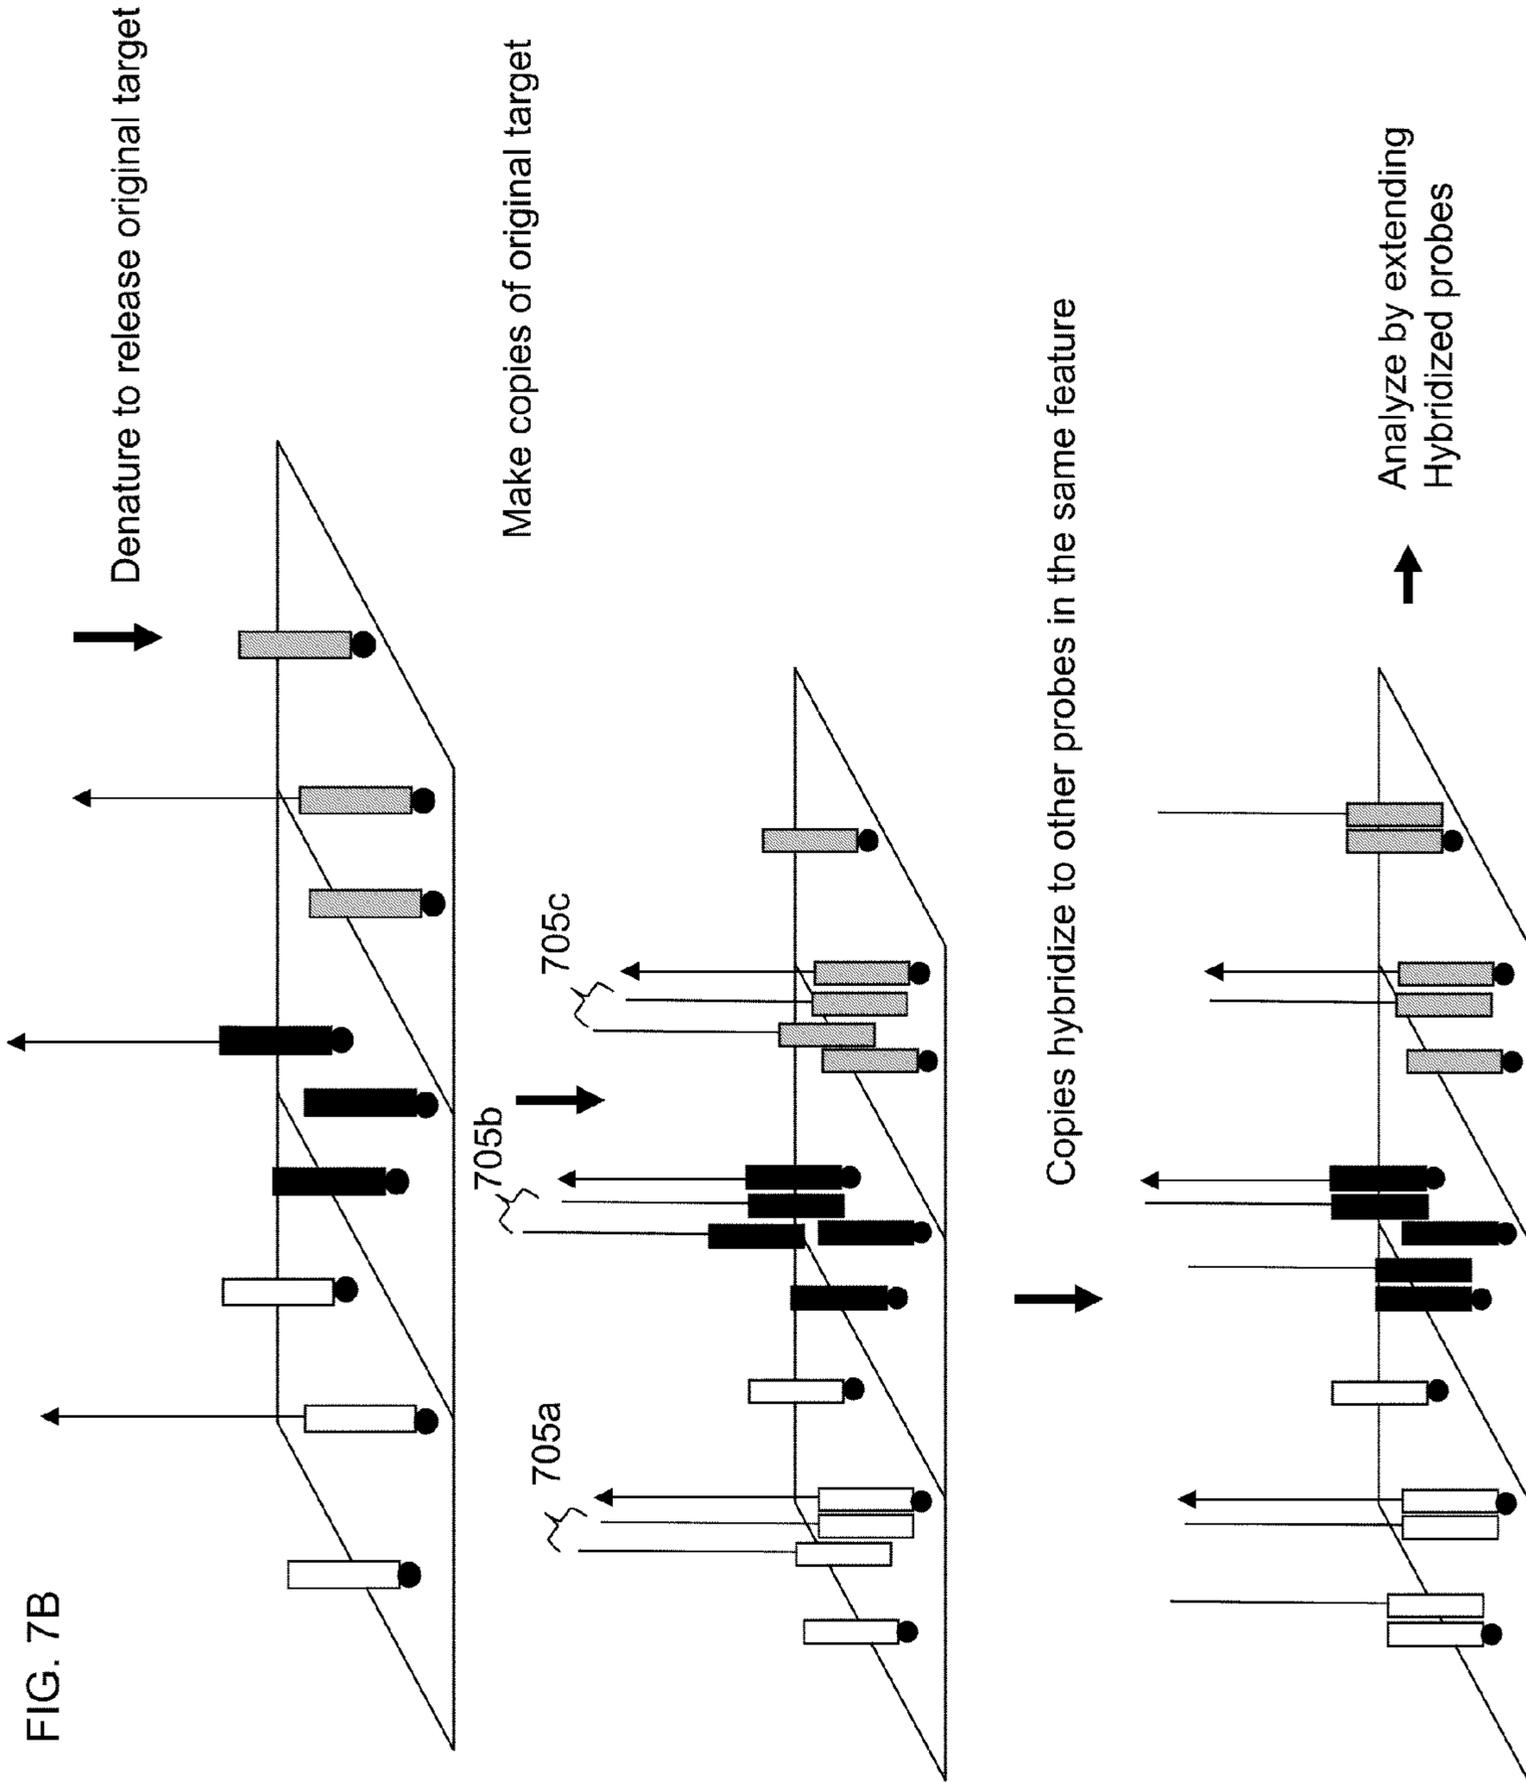 FIG. 7B
Denature to release original target
Make copies of original target
705a
705b
705c
Copies hybridize to other probes in the same feature
Analyze by extending
Hybridized probes